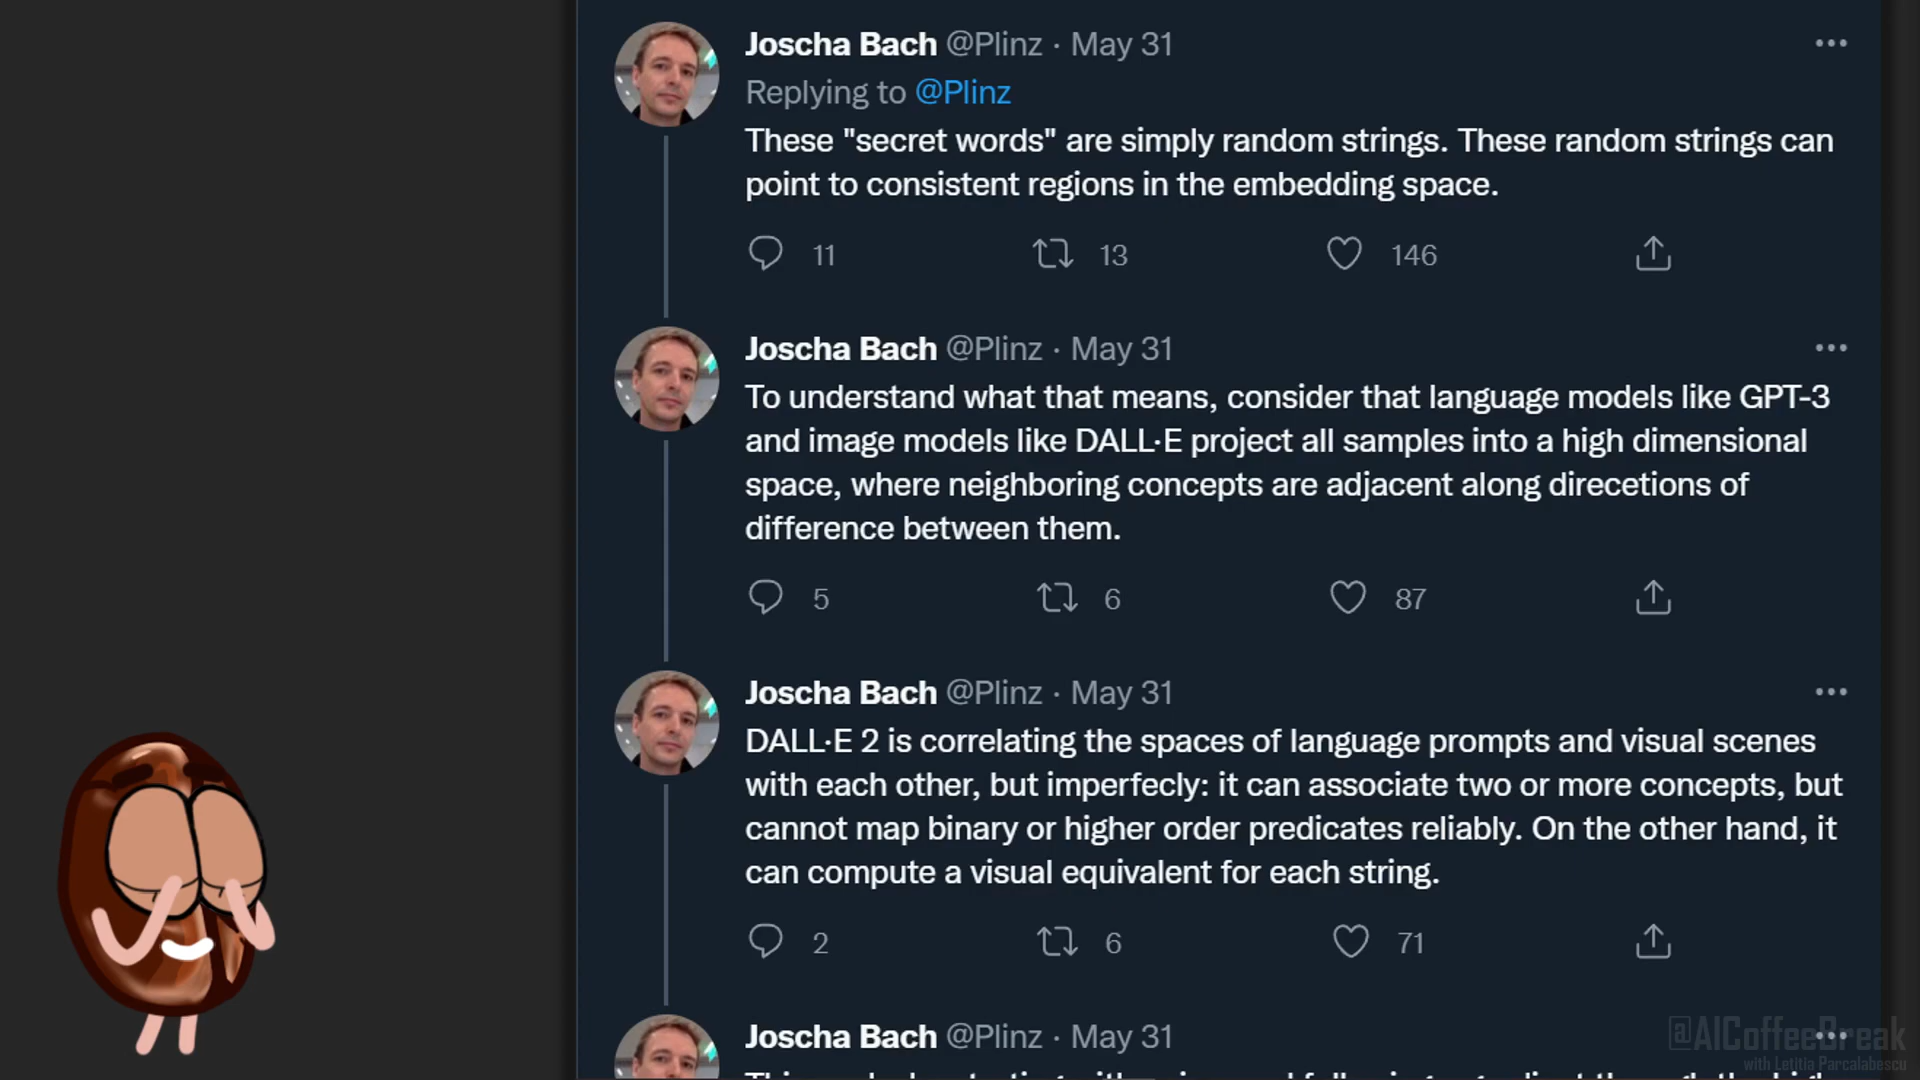 Joscha Bach @Plinz · May 31
Replying to @Plinz
These "secret words" are simply random strings. These random strings can
point to consistent regions in the embedding space.
11 13 146
Joscha Bach @Plinz · May 31
To understand what that means, consider that language models like GPT-3
and image models like DALL·E project all samples into a high dimensional
space, where neighboring concepts are adjacent along direcetions of
difference between them.
5 6 87
Joscha Bach @Plinz · May 31
DALL·E 2 is correlating the spaces of language prompts and visual scenes
with each other, but imperfecly: it can associate two or more concepts, but
cannot map binary or higher order predicates reliably. On the other hand, it
can compute a visual equivalent for each string.
2 6 71
Joscha Bach @Plinz · May 31
@AICoffeeBreak
with Letitia Parcalabescu